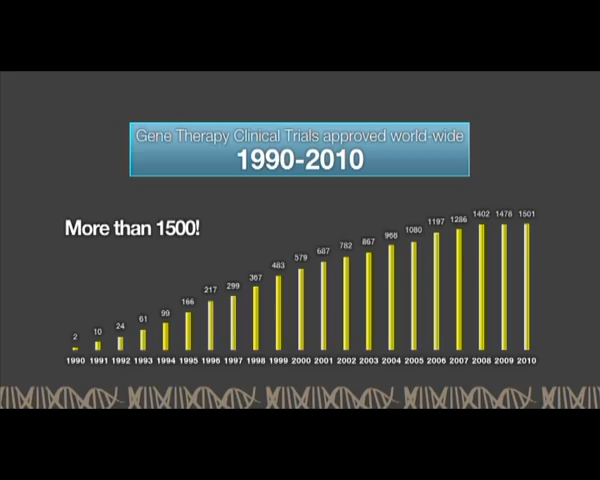 Gene Therapy Clinical Trials approved world-wide
1990-2010
More than 1500!
2 10 24 61 99 166 217 299 367 483 579 687 782 867 968 1080 1197 1286 1402 1478 1501
1990 1991 1992 1993 1994 1995 1996 1997 1998 1999 2000 2001 2002 2003 2004 2005 2006 2007 2008 2009 2010